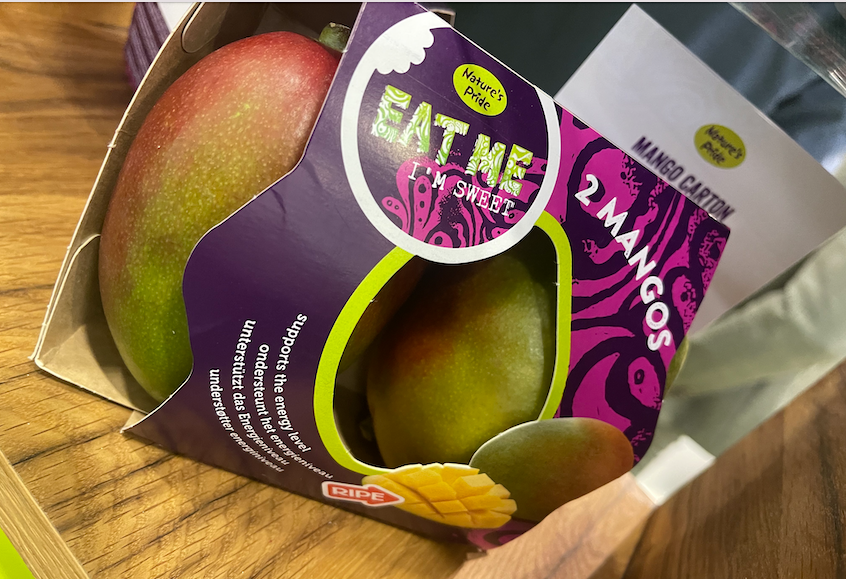 Nature's
Pride
EAT ME
I'M SWEET
2 MANGOS
supports the energy level
ondersteunt het energieniveau
unterstützt das Energieniveau
understøtter energiniveau
RIPE
Nature's
Pride
MANGO CARTON